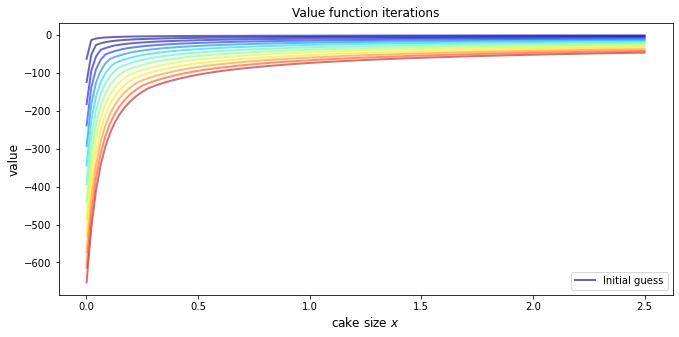 Value function iterations
value
0
−100
−200
−300
−400
−500
−600
0.0 0.5 1.0 1.5 2.0 2.5
cake size x
Initial guess